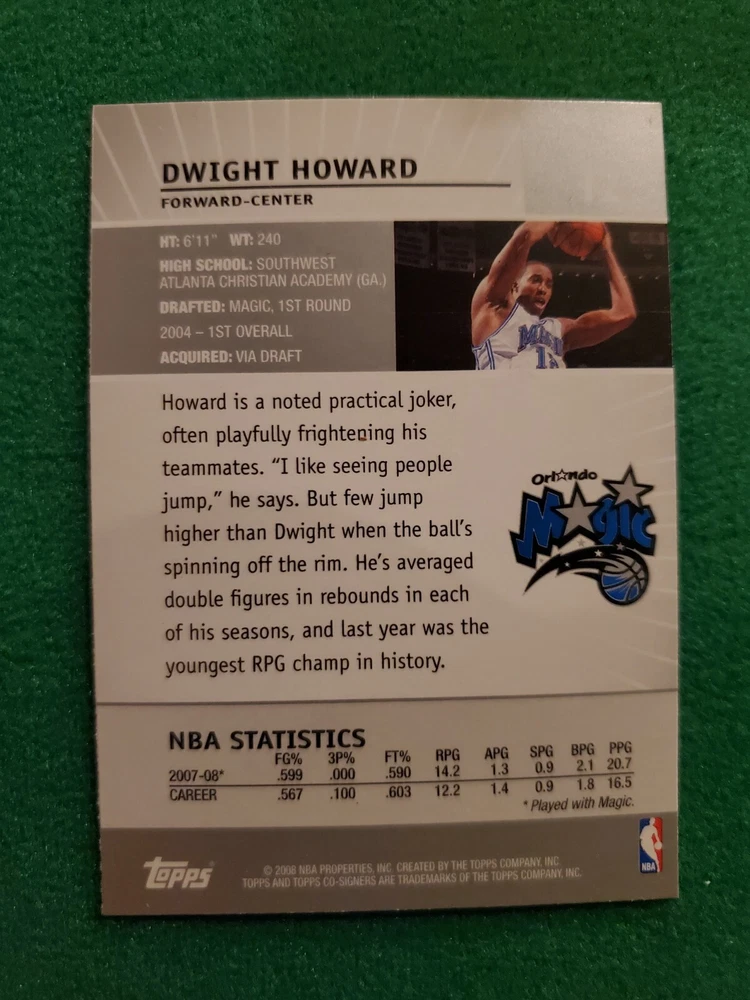 DWIGHT HOWARD
FORWARD-CENTER
HT: 6'11" WT: 240
HIGH SCHOOL: SOUTHWEST
ATLANTA CHRISTIAN ACADEMY (GA.)
DRAFTED: MAGIC, 1ST ROUND
2004 – 1ST OVERALL
ACQUIRED: VIA DRAFT
Howard is a noted practical joker,
often playfully frightening his
teammates. “I like seeing people
jump,” he says. But few jump
higher than Dwight when the ball’s
spinning off the rim. He’s averaged
double figures in rebounds in each
of his seasons, and last year was the
youngest RPG champ in history.
Orlando
Magic
NBA STATISTICS
FG% 3P% FT% RPG APG SPG BPG PPG
2007-08* .599 .000 .590 14.2 1.3 0.9 2.1 20.7
CAREER .567 .100 .603 12.2 1.4 0.9 1.8 16.5
* Played with Magic.
Topps
© 2008 NBA PROPERTIES, INC. CREATED BY THE TOPPS COMPANY, INC.
TOPPS AND TOPPS CO-SIGNERS ARE TRADEMARKS OF THE TOPPS COMPANY, INC.
NBA